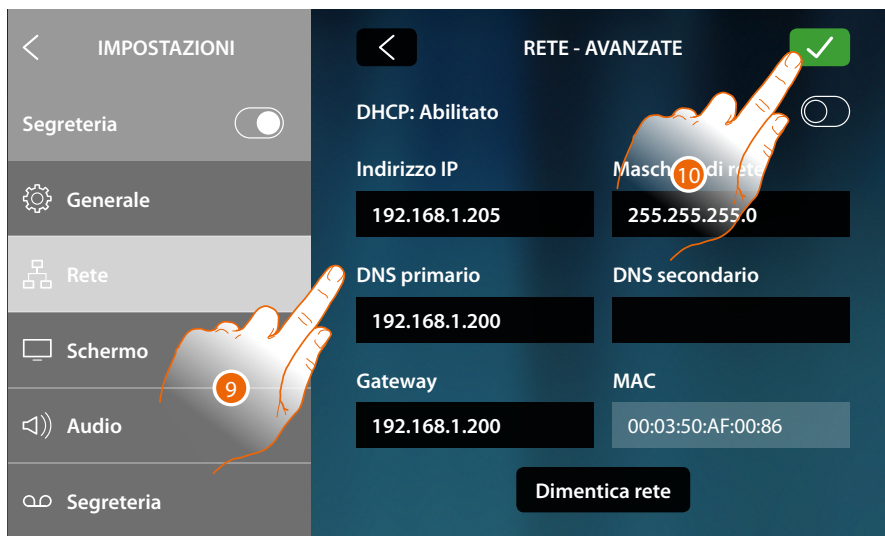 IMPOSTAZIONI
Segreteria
Generale
Rete
Schermo
Audio
Segreteria
RETE - AVANZATE
DHCP: Abilitato
Indirizzo IP
192.168.1.205
di rete
255.255.255.0
DNS primario
192.168.1.200
DNS secondario
Gateway
192.168.1.200
MAC
00:03:50:AF:00:86
Dimentica rete
9
10